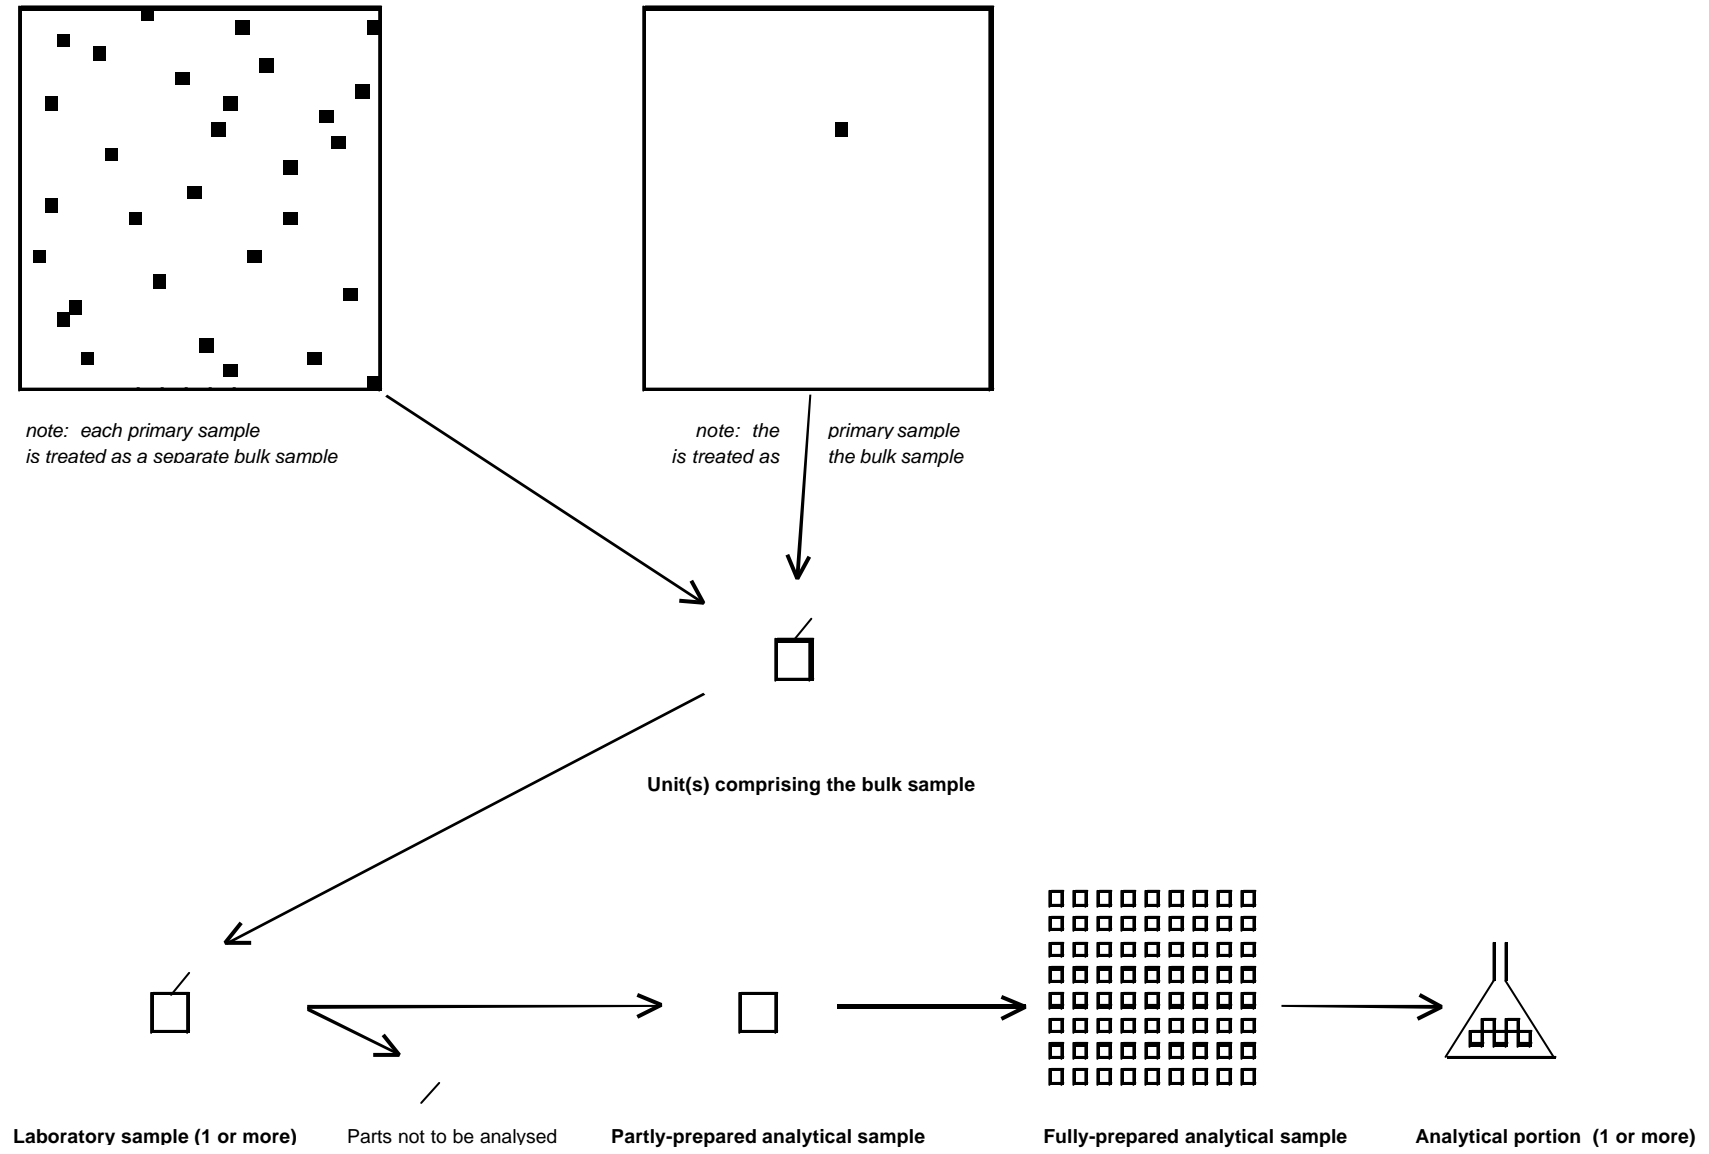 note: each primary sample
is treated as a separate bulk sample
note: the primary sample
is treated as the bulk sample
Unit(s) comprising the bulk sample
Laboratory sample (1 or more)
Parts not to be analysed
Partly-prepared analytical sample
Fully-prepared analytical sample
Analytical portion (1 or more)